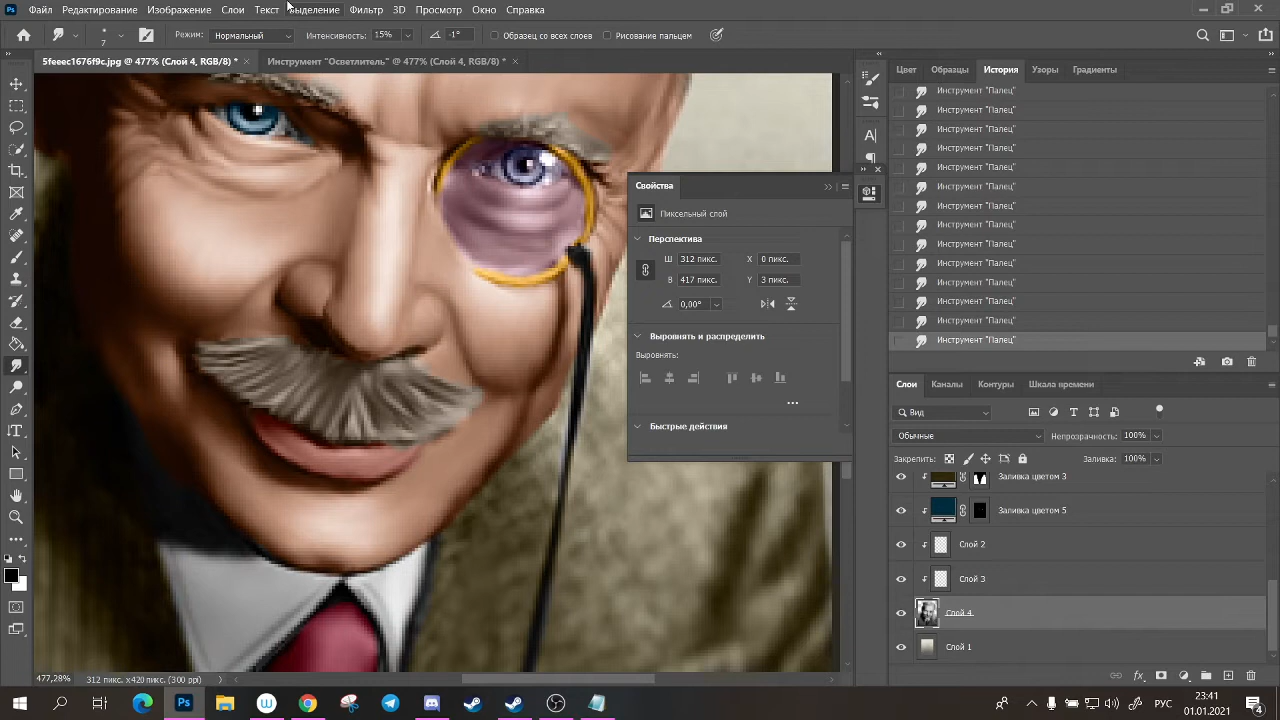 Ps Файл Редактирование Изображение Слои Текст Выделение Фильтр 3D Просмотр Окно Справка
7 Режим: Нормальный Интенсивность: 15% -1° Образец со всех слоев Рисование пальцем
5feeec1676f9c.jpg @ 477% (Слой 4, RGB/8) * Инструмент "Осветлитель" @ 477% (Слой 4, RGB/8) *
Цвет Образцы История Узоры Градиенты
Инструмент "Палец"
Инструмент "Палец"
Инструмент "Палец"
Инструмент "Палец"
Инструмент "Палец"
Инструмент "Палец"
Инструмент "Палец"
Инструмент "Палец"
Инструмент "Палец"
Инструмент "Палец"
Инструмент "Палец"
Инструмент "Палец"
Инструмент "Палец"
Инструмент "Палец"
Свойства
Пиксельный слой
Перспектива
Ш 312 пикс. X 0 пикс.
В 417 пикс. Y 3 пикс.
0,00°
Выровнять и распределить
Выровнять:
Быстрые действия
Слои Каналы Контуры Шкала времени
Вид
Обычные Непрозрачность: 100%
Закрепить: Заливка: 100%
Заливка цветом 3
Заливка цветом 5
Слой 2
Слой 3
Слой 4
Слой 1
477,28% 312 пикс. x 420 пикс. (300 ppi)
Ps W РУС 23:41
01.01.2021 4